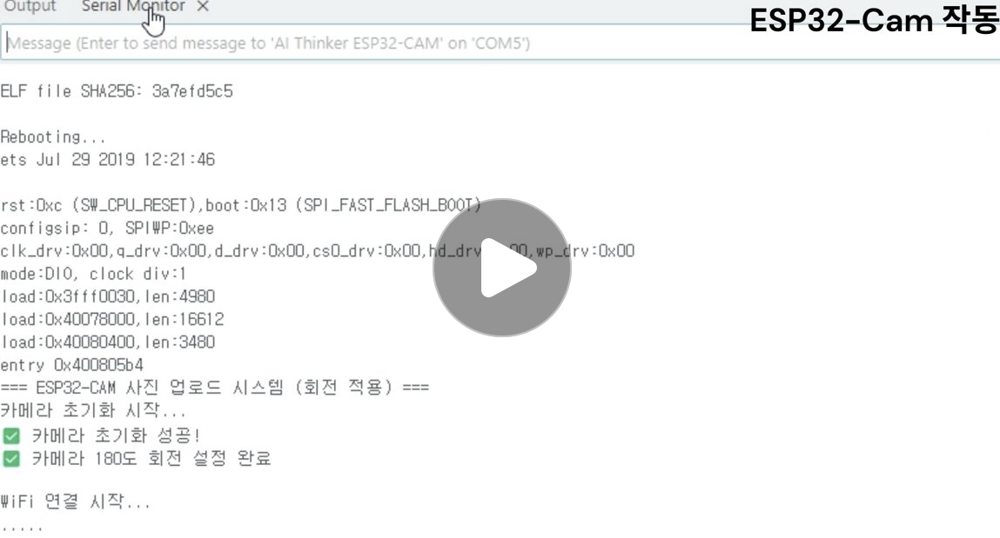 Output Serial Monitor
ESP32-Cam 작동
Message (Enter to send message to 'AI Thinker ESP32-CAM' on 'COM5')
ELF file SHA256: 3a7efd5c5
Rebooting...
ets Jul 29 2019 12:21:46
rst:0xc (SW_CPU_RESET),boot:0x13 (SPI_FAST_FLASH_BOOT)
configsip: 0, SPIWP:0xee
clk_drv:0x00,q_drv:0x00,d_drv:0x00,cs0_drv:0x00,hd_drv 00,wp_drv:0x00
mode:DIO, clock div:1
load:0x3fff0030,len:4980
load:0x40078000,len:16612
load:0x40080400,len:3480
entry 0x400805b4
=== ESP32-CAM 사진 업로드 시스템 (회전 적용) ===
카메라 초기화 시작...
✅ 카메라 초기화 성공!
✅ 카메라 180도 회전 설정 완료
WiFi 연결 시작...
.....